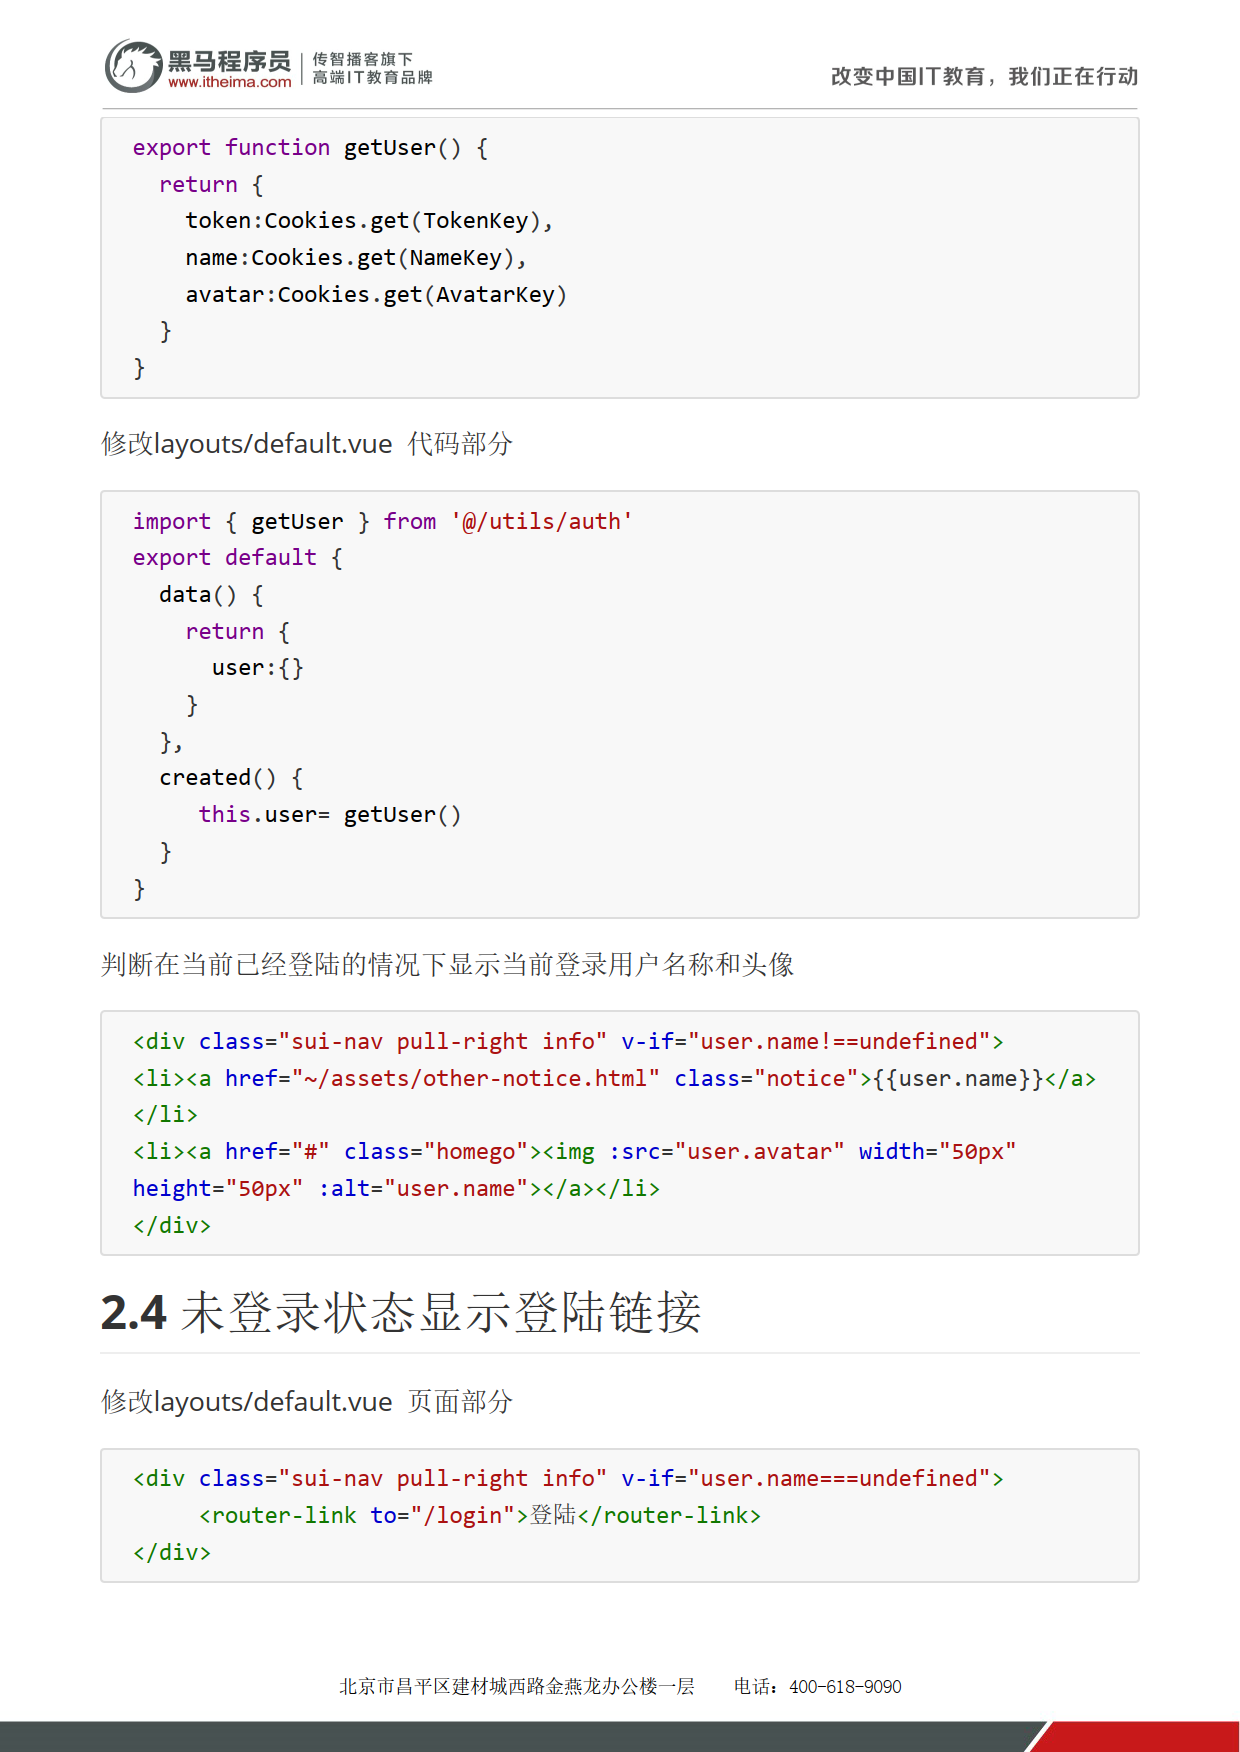 黑马程序员
www.itheima.com
传智播客旗下
高端IT教育品牌
改变中国IT教育，我们正在行动
export function getUser() {
  return {
    token:Cookies.get(TokenKey),
    name:Cookies.get(NameKey),
    avatar:Cookies.get(AvatarKey)
  }
}
修改layouts/default.vue 代码部分
import { getUser } from '@/utils/auth'
export default {
  data() {
    return {
      user:{}
    }
  },
  created() {
     this.user= getUser()
  }
}
判断在当前已经登陆的情况下显示当前登录用户名称和头像
<div class="sui-nav pull-right info" v-if="user.name!==undefined">
<li><a href="~/assets/other-notice.html" class="notice">{{user.name}}</a>
</li>
<li><a href="#" class="homego"><img :src="user.avatar" width="50px"
height="50px" :alt="user.name"></a></li>
</div>
2.4 未登录状态显示登陆链接
修改layouts/default.vue 页面部分
<div class="sui-nav pull-right info" v-if="user.name===undefined">
     <router-link to="/login">登陆</router-link>
</div>
北京市昌平区建材城西路金燕龙办公楼一层 电话：400-618-9090